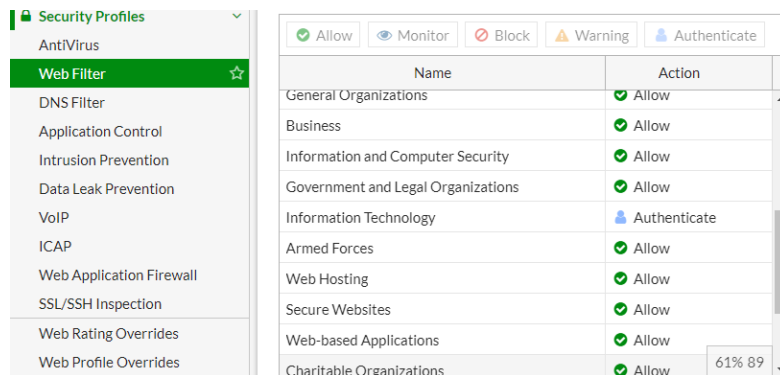 Security Profiles
AntiVirus
Web Filter
DNS Filter
Application Control
Intrusion Prevention
Data Leak Prevention
VoIP
ICAP
Web Application Firewall
SSL/SSH Inspection
Web Rating Overrides
Web Profile Overrides
Allow Monitor Block Warning Authenticate
Name Action
General Organizations Allow
Business Allow
Information and Computer Security Allow
Government and Legal Organizations Allow
Information Technology Authenticate
Armed Forces Allow
Web Hosting Allow
Secure Websites Allow
Web-based Applications Allow
Charitable Organizations Allow
61% 89